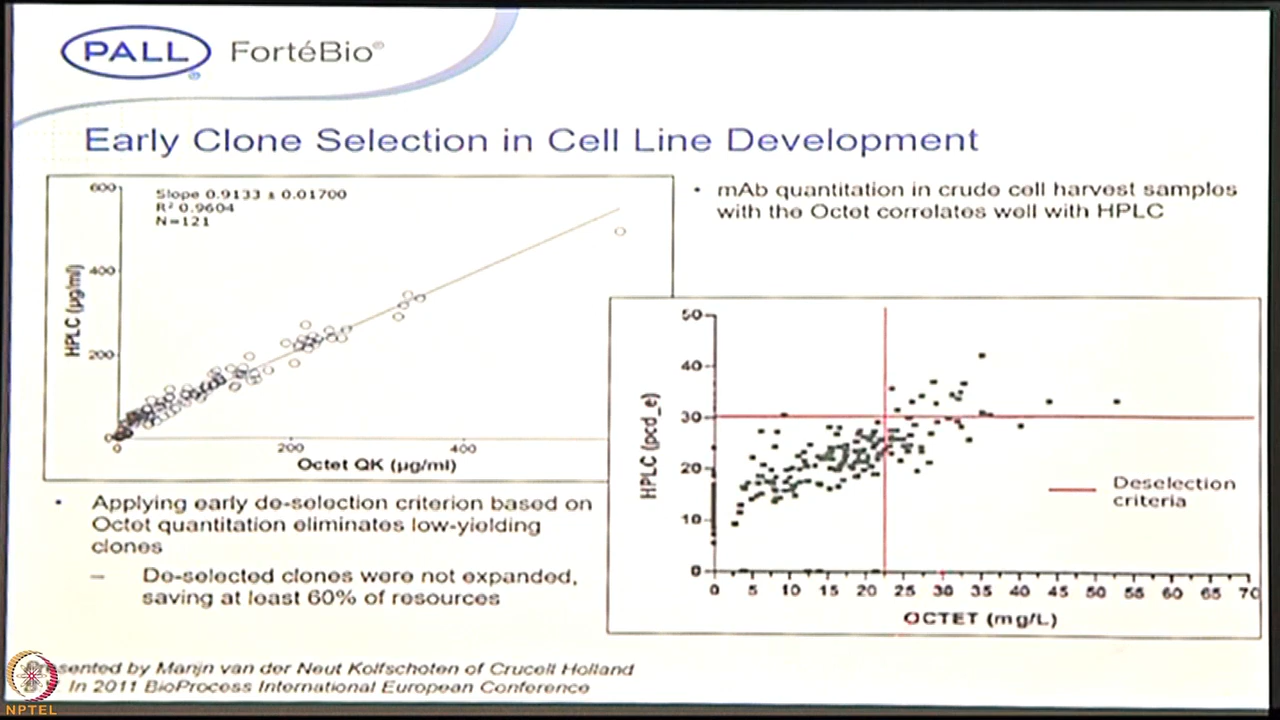 PALL
® FortéBio®
Early Clone Selection in Cell Line Development
Slope 0.9133 ± 0.01700
R² 0.9604
N=121
HPLC (µg/ml)
600
400
200
0
0 200 400
Octet QK (µg/ml)
• mAb quantitation in crude cell harvest samples
with the Octet correlates well with HPLC
HPLC (pcd_e)
50
40
30
20
10
0
0 5 10 15 20 25 30 35 40 45 50 55 60 65 70
OCTET (mg/L)
Deselection
criteria
• Applying early de-selection criterion based on
Octet quantitation eliminates low-yielding
clones
– De-selected clones were not expanded,
saving at least 60% of resources
Presented by Marijn van der Neut Kolfschoten of Crucell Holland
In 2011 BioProcess International European Conference
NPTEL